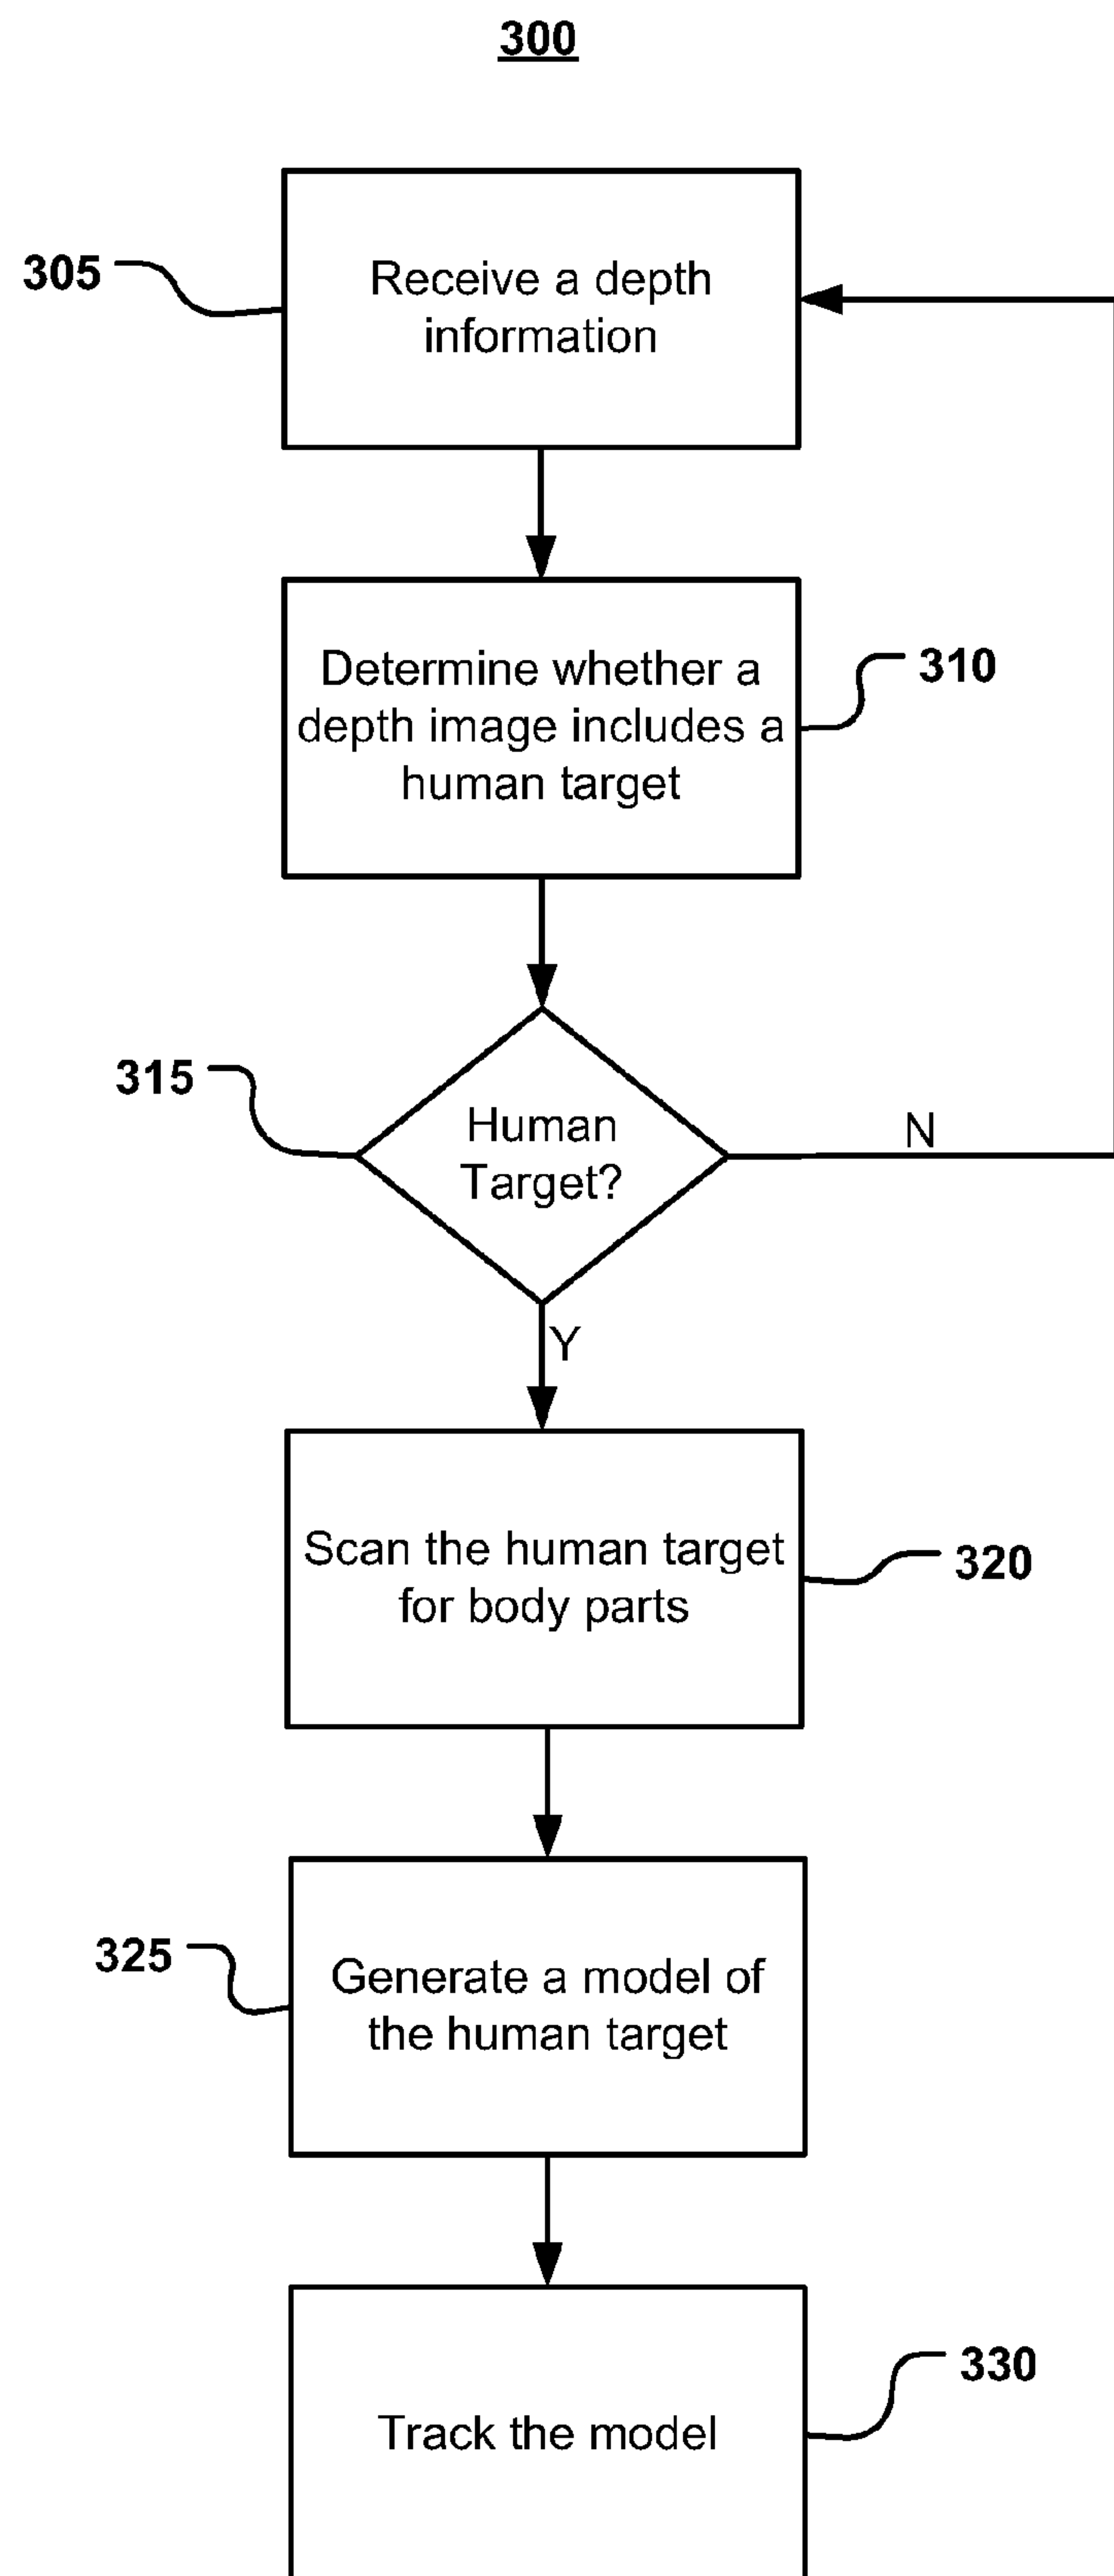 300
305
Receive a depth
information
Determine whether a
depth image includes a
human target
310
315
Human
Target?
N
Y
Scan the human target
for body parts
320
325
Generate a model of
the human target
330
Track the model